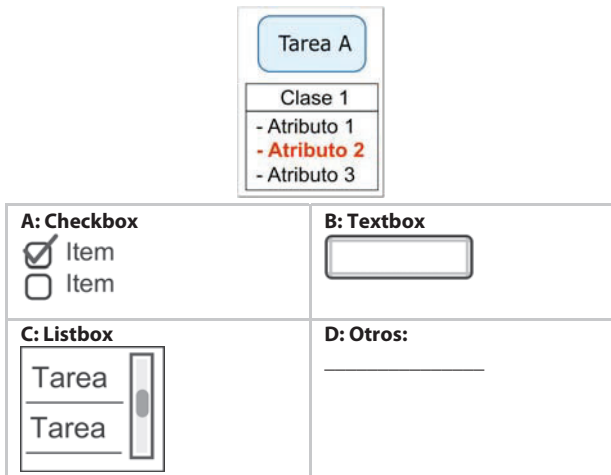 Tarea A
Clase 1
- Atributo 1
- Atributo 2
- Atributo 3
A: Checkbox
Item
Item
B: Textbox
C: Listbox
Tarea
Tarea
D: Otros: